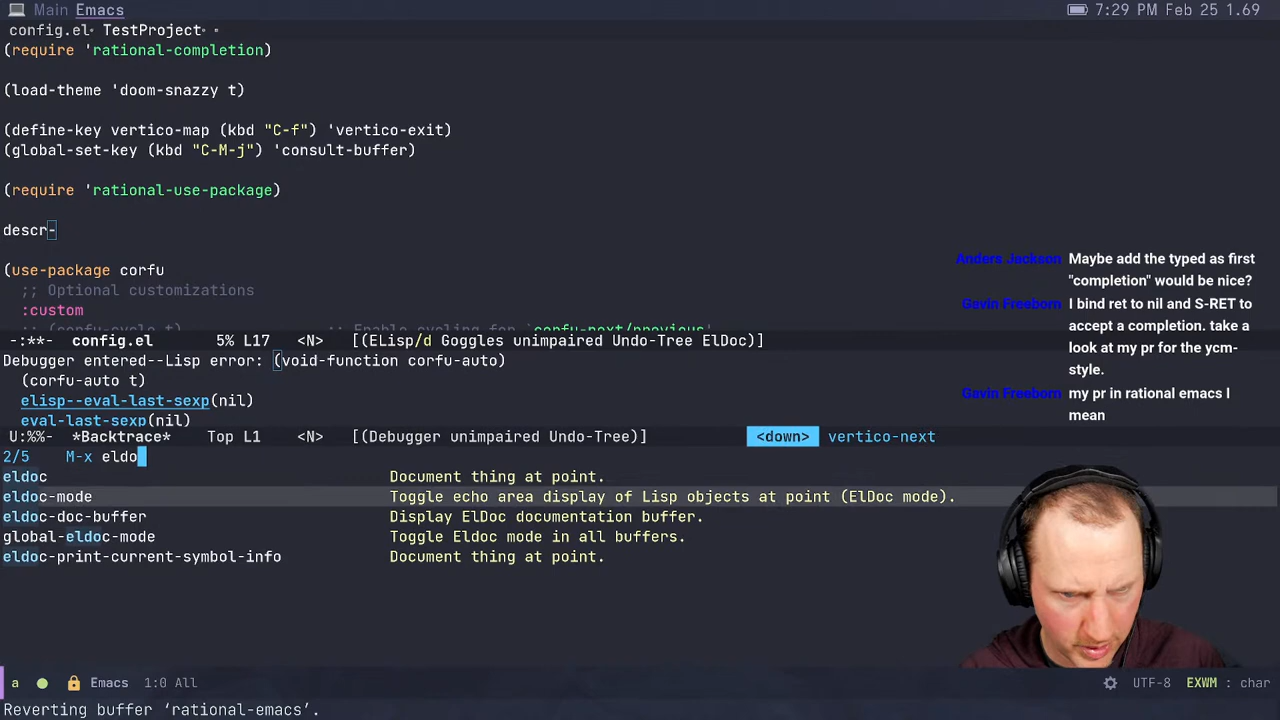 Main Emacs
7:29 PM Feb 25 1.69
config.el• TestProject• •
(require 'rational-completion)
(load-theme 'doom-snazzy t)
(define-key vertico-map (kbd "C-f") 'vertico-exit)
(global-set-key (kbd "C-M-j") 'consult-buffer)
(require 'rational-use-package)
descr-
(use-package corfu
;; Optional customizations
:custom
;; (corfu-cycle t) ;; Enable cycling for `corfu-next/previous'
-:**- config.el 5% L17 <N> [(ELisp/d Goggles unimpaired Undo-Tree ElDoc)]
Debugger entered--Lisp error: (void-function corfu-auto)
(corfu-auto t)
elisp--eval-last-sexp(nil)
eval-last-sexp(nil)
U:%%- *Backtrace* Top L1 <N> [(Debugger unimpaired Undo-Tree)] <down> vertico-next
2/5 M-x eldo
eldoc Document thing at point.
eldoc-mode Toggle echo area display of Lisp objects at point (ElDoc mode).
eldoc-doc-buffer Display ElDoc documentation buffer.
global-eldoc-mode Toggle Eldoc mode in all buffers.
eldoc-print-current-symbol-info Document thing at point.
Anders Jackson Maybe add the typed as first
"completion" would be nice?
Gavin Freeborn I bind ret to nil and S-RET to
accept a completion. take a
look at my pr for the ycm-
style.
Gavin Freeborn my pr in rational emacs I
mean
a Emacs 1:0 All UTF-8 EXWM : char
Reverting buffer ‘rational-emacs’.